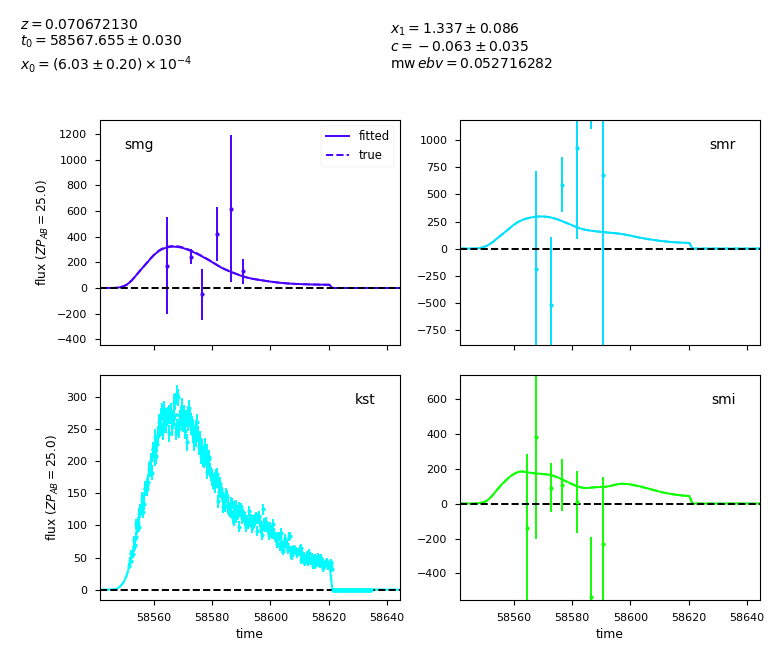 z = 0.070672130
t₀ = 58567.655 ± 0.030
x₀ = (6.03 ± 0.20) × 10⁻⁴
x₁ = 1.337 ± 0.086
c = −0.063 ± 0.035
mw ebv = 0.052716282
smg
fitted
true
1200
1000
800
600
400
200
0
−200
−400
flux (ZP_AB = 25.0)
smr
1000
750
500
250
0
−250
−500
−750
kst
300
250
200
150
100
50
0
flux (ZP_AB = 25.0)
58560 58580 58600 58620 58640
time
smi
600
400
200
0
−200
−400
58560 58580 58600 58620 58640
time